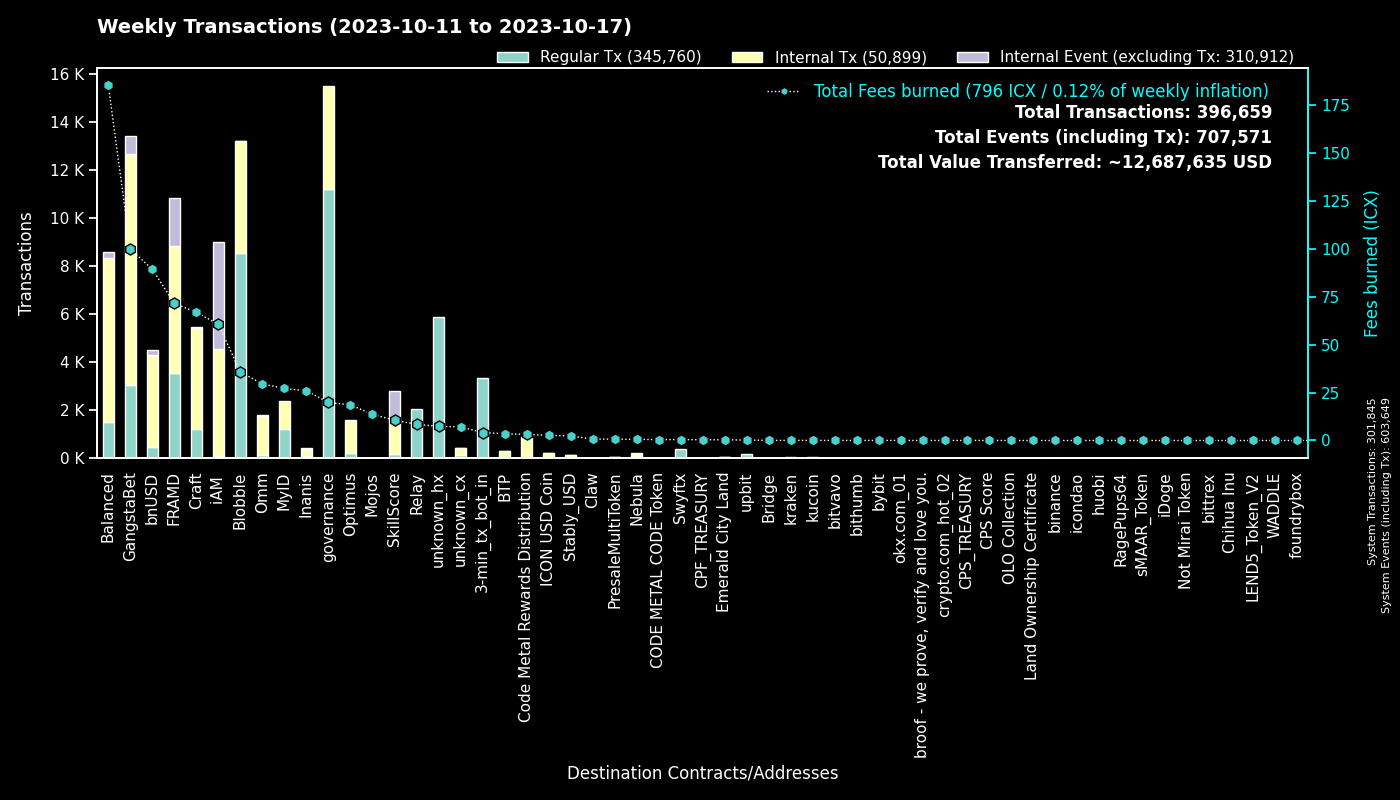 Weekly Transactions (2023-10-11 to 2023-10-17)
Regular Tx (345,760)
Internal Tx (50,899)
Internal Event (excluding Tx: 310,912)
Total Fees burned (796 ICX / 0.12% of weekly inflation)
Total Transactions: 396,659
Total Events (including Tx): 707,571
Total Value Transferred: ~12,687,635 USD
Transactions
16 K
14 K
12 K
10 K
8 K
6 K
4 K
2 K
0 K
175
150
125
100
75
50
25
0
Fees burned (ICX)
System Transactions: 301,845
System Events (including Tx): 603,649
Balanced
GangstaBet
bnUSD
FRAMD
Craft
iAM
Blobble
Omm
MyID
Inanis
governance
Optimus
Mojos
SkillScore
Relay
unknown_hx
unknown_cx
3-min_tx_bot_in
BTP
Code Metal Rewards Distribution
ICON USD Coin
Stably_USD
Claw
PresaleMultiToken
Nebula
CODE METAL CODE Token
Swyftx
CPF_TREASURY
Emerald City Land
upbit
Bridge
kraken
kucoin
bitvavo
bithumb
bybit
okx.com_01
broof - we prove, verify and love you.
crypto.com_hot_02
CPS_TREASURY
CPS Score
OLO Collection
Land Ownership Certificate
binance
icondao
huobi
RagePups64
sMAAR_Token
iDoge
Not Mirai Token
bittrex
Chihua Inu
LEND5_Token_V2
WADDLE
foundrybox
Destination Contracts/Addresses